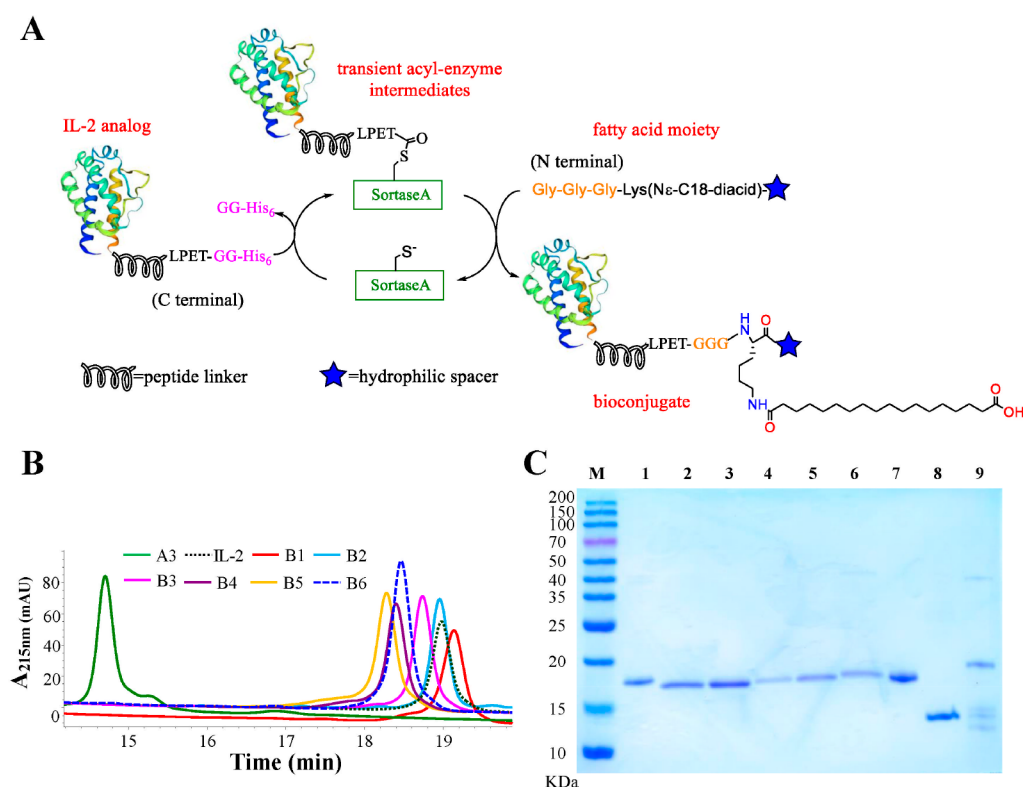 A
transient acyl-enzyme
intermediates
IL-2 analog
LPET
O
S
SortaseA
fatty acid moiety
(N terminal)
Gly-Gly-Gly-Lys(Nε-C18-diacid)-
GG-His6
LPET-GG-His6
(C terminal)
S-
SortaseA
LPET-GGG
H
N
O
NH
O
O
OH
bioconjugate
=peptide linker
=hydrophilic spacer
B
A3 IL-2 B1 B2
B3 B4 B5 B6
A215nm (mAU)
80
60
40
20
0
15 16 17 18 19
Time (min)
C
M 1 2 3 4 5 6 7 8 9
200
150
100
70
50
40
35
25
20
15
10
KDa